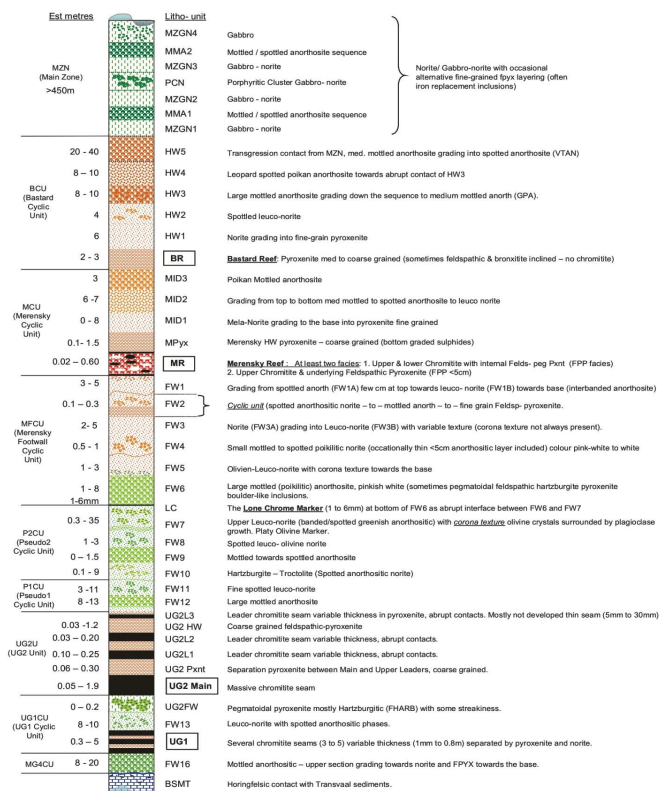 Est metres Litho- unit
MZN
(Main Zone)
>450m
MZGN4 Gabbro
MMA2 Mottled / spottled anorthosite sequence
MZGN3 Gabbro - norite
PCN Porphyritic Cluster Gabbro- norite
MZGN2 Gabbro - norite
MMA1 Mottled / spottled anorthosite sequence
MZGN1 Gabbro - norite
Norite/ Gabbro-norite with occasional
alternative fine-grained fpyx layering (often
iron replacement inclusions)
BCU
(Bastard
Cyclic
Unit)
20 - 40 HW5 Transgression contact from MZN, med. mottled anorthosite grading into spotted anorthosite (VTAN)
8 – 10 HW4 Leopard spotted poikan anorthosite towards abrupt contact of HW3
8 - 10 HW3 Large mottled anorthosite grading down the sequence to medium mottled anorth (GPA).
4 HW2 Spottled leuco-norite
6 HW1 Norite grading into fine-grain pyroxenite
2 - 3 BR Bastard Reef: Pyroxenite med to coarse grained (sometimes feldspathic & bronxitite inclined – no chromitite)
MCU
(Merensky
Cyclic
Unit)
3 MID3 Poikan Mottled anorthosite
6 -7 MID2 Grading from top to bottom med mottled to spotted anorthosite to leuco norite
0 - 8 MID1 Mela-Norite grading to the base into pyroxenite fine grained
0.1- 1.5 MPyx Merensky HW pyroxenite – coarse grained (bottom graded sulphides)
0.02 – 0.60 MR Merensky Reef : At least two facies: 1. Upper & lower Chromitite with internal Felds- peg Pxnt (FPP facies)
2. Upper Chromitite & underlying Feldspathic Pyroxenite (FPP <5cm)
MFCU
(Merensky
Footwall
Cyclic
Unit)
3 - 5 FW1 Grading from spotted anorth (FW1A) few cm at top towards leuco- norite (FW1B) towards base (interbanded anorthosite)
0.1 – 0.3 FW2 Cyclic unit (spotted anorthositic norite – to – mottled anorth – to – fine grain Feldsp- pyroxenite.
2- 5 FW3 Norite (FW3A) grading into Leuco-norite (FW3B) with variable texture (corona texture not always present).
0.5 - 1 FW4 Small mottled to spotted poikilitic norite (occationally thin <5cm anorthositic layer included) colour pink-white to white
1 - 3 FW5 Olivien-Leuco-norite with corona texture towards the base
1 - 8 FW6 Large mottled (poikilitic) anorthosite, pinkish white (sometimes pegmatoidal feldspathic hartzburgite pyroxenite
boulder-like inclusions.
1-6mm LC The Lone Chrome Marker (1 to 6mm) at bottom of FW6 as abrupt interface between FW6 and FW7
P2CU
(Pseudo2
Cyclic Unit)
0.3 - 35 FW7 Upper Leuco-norite (banded/spotted greenish anorthositic) with corona texture olivine crystals surrounded by plagioclase
growth. Platy Olivine Marker.
1 -3 FW8 Spotted leuco- olivine norite
0 – 1.5 FW9 Mottled towards spottled anorthosite
0.1 - 9 FW10 Hartzburgite – Troctolite (Spotted anorthositic norite)
P1CU
(Pseudo1
Cyclic Unit)
3 -11 FW11 Fine spotted leuco-norite
8 -13 FW12 Large mottled anorthosite
UG2U
(UG2 Unit)
UG2L3 Leader chromitite seam variable thickness in pyroxenite, abrupt contacts. Mostly not developed thin seam (5mm to 30mm)
0.03 -1.2 UG2 HW Coarse grained feldspathic-pyroxenite
0.03 – 0.20 UG2L2 Leader chromitite seam variable thickness, abrupt contacts.
0.10 – 0.25 UG2L1 Leader chromitite seam variable thickness, abrupt contacts.
0.06 – 0.30 UG2 Pxnt Separation pyroxenite between Main and Upper Leaders, coarse grained.
0.05 - 1.9 UG2 Main Massive chromitite seam
UG1CU
(UG1 Cyclic
Unit)
0 – 0.2 UG2FW Pegmatoidal pyroxenite mostly Hartzburgitic (FHARB) with some streakiness.
8 -10 FW13 Leuco-norite with spotted anorthositic phases.
0.3 – 5 UG1 Several chromitite seams (3 to 5) variable thickness (1mm to 0.8m) separated by pyroxenite and norite.
MG4CU 8 - 20 FW16 Mottled anorthositic – upper section grading towards norite and FPYX towards the base.
BSMT Horingfelsic contact with Transvaal sediments.